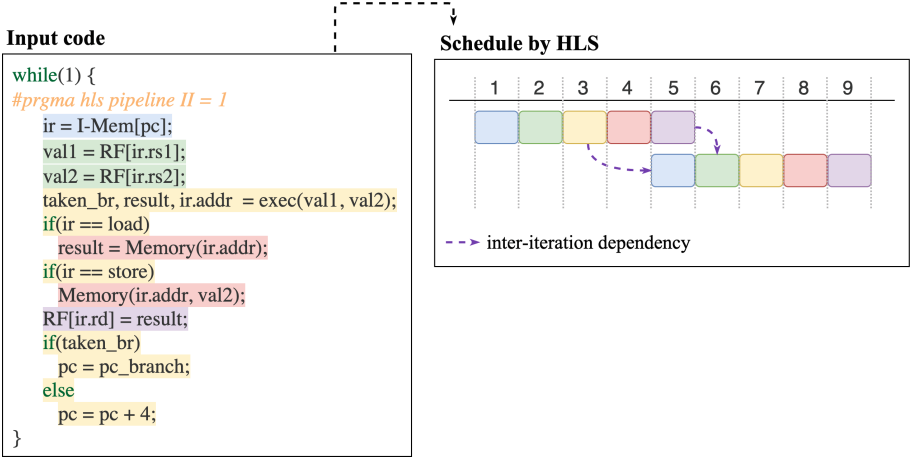 Input code
while(1) {
#prgma hls pipeline II = 1
ir = I-Mem[pc];
val1 = RF[ir.rs1];
val2 = RF[ir.rs2];
taken_br, result, ir.addr = exec(val1, val2);
if(ir == load)
result = Memory(ir.addr);
if(ir == store)
Memory(ir.addr, val2);
RF[ir.rd] = result;
if(taken_br)
pc = pc_branch;
else
pc = pc + 4;
}
Schedule by HLS
1 2 3 4 5 6 7 8 9
inter-iteration dependency